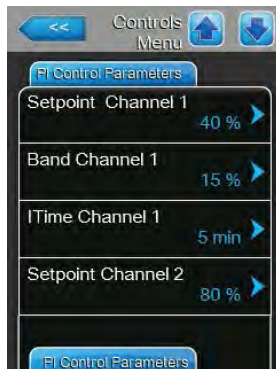 <<
Controls
Menu
PI Control Parameters
Setpoint Channel 1
40 %
Band Channel 1
15 %
ITime Channel 1
5 min
Setpoint Channel 2
80 %
PI Control Parameters